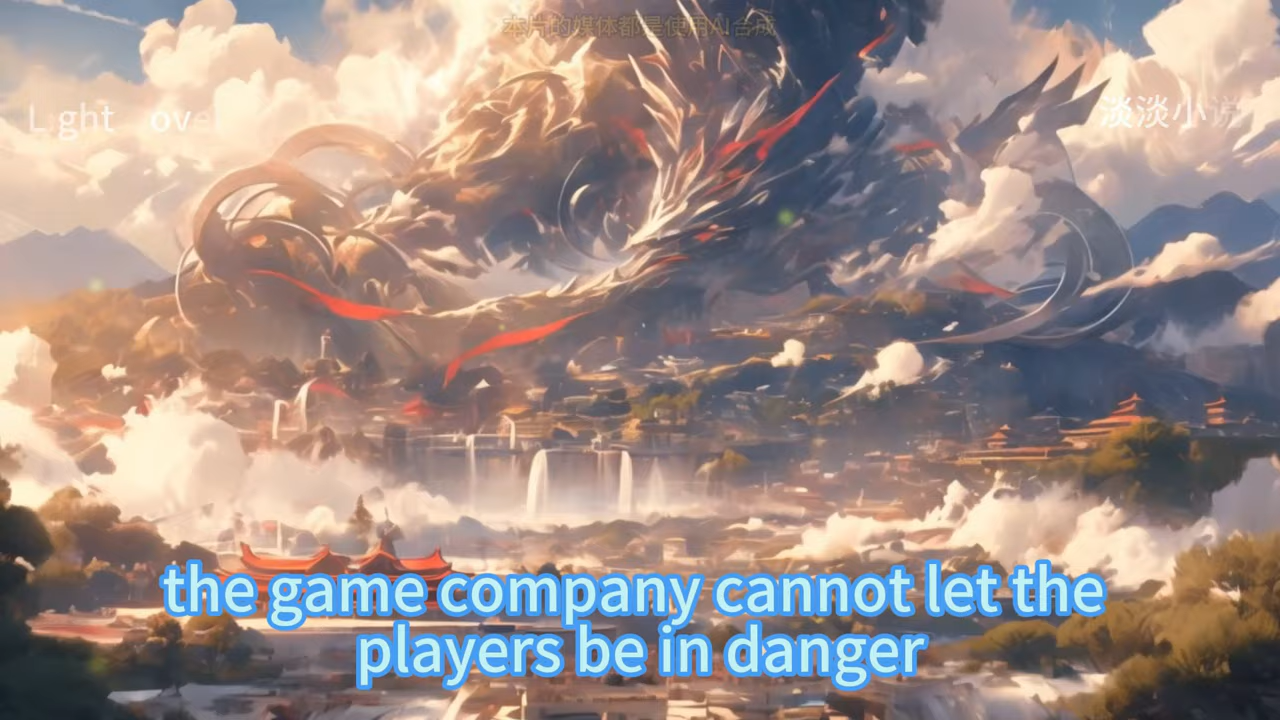 本片的媒体都是使用AI合成
淡淡小说
the game company cannot let the
players be in danger